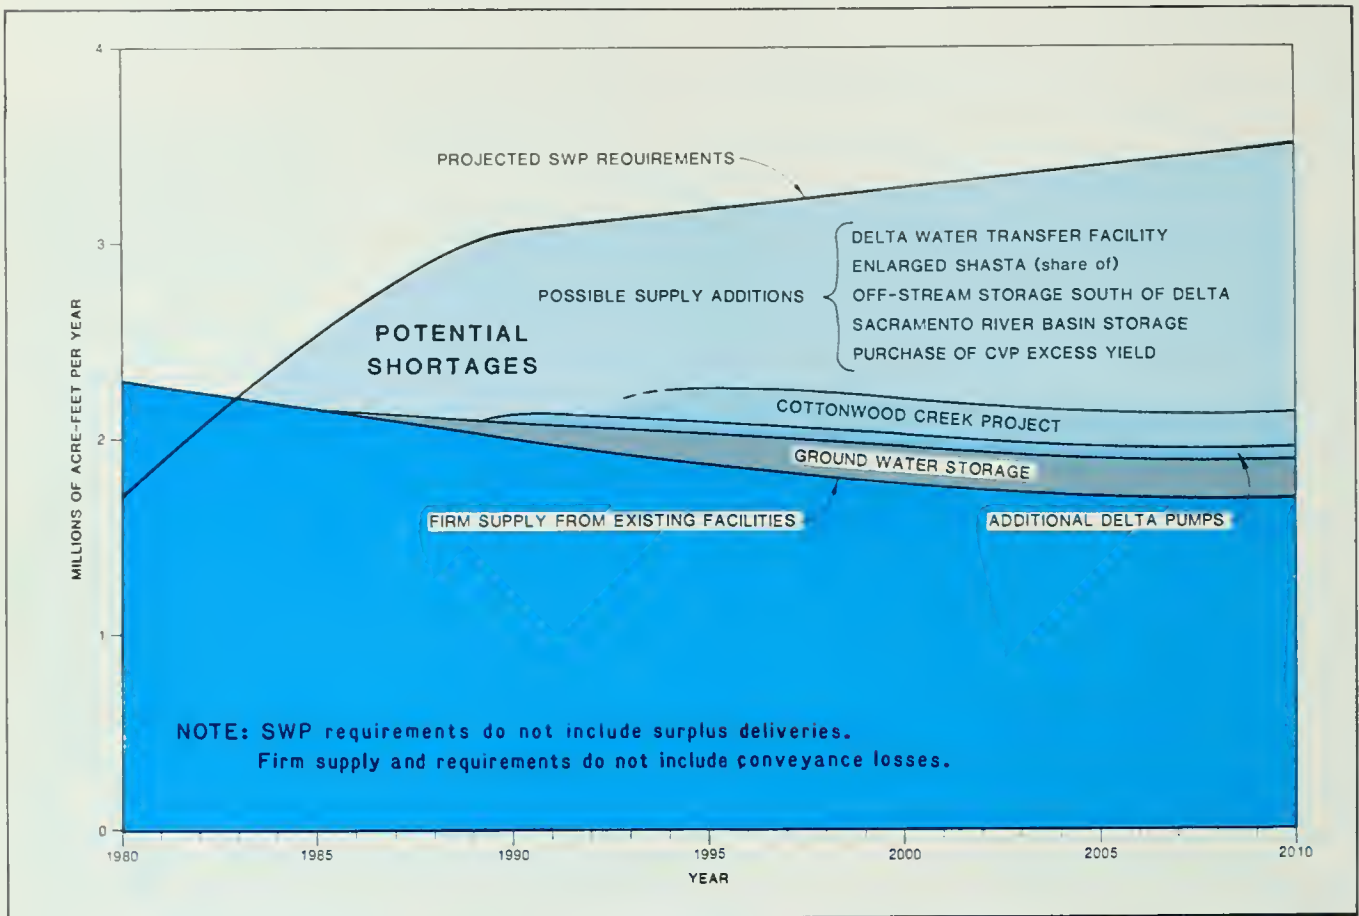 4
PROJECTED SWP REQUIREMENTS
3
DELTA WATER TRANSFER FACILITY
ENLARGED SHASTA (share of)
POSSIBLE SUPPLY ADDITIONS
OFF-STREAM STORAGE SOUTH OF DELTA
SACRAMENTO RIVER BASIN STORAGE
PURCHASE OF CVP EXCESS YIELD
POTENTIAL
SHORTAGES
MILLIONS OF ACRE-FEET PER YEAR
COTTONWOOD CREEK PROJECT
2
GROUND WATER STORAGE
FIRM SUPPLY FROM EXISTING FACILITIES
ADDITIONAL DELTA PUMPS
1
NOTE: SWP requirements do not include surplus deliveries.
Firm supply and requirements do not include conveyance losses.
0
1980 1985 1990 1995 2000 2005 2010
YEAR